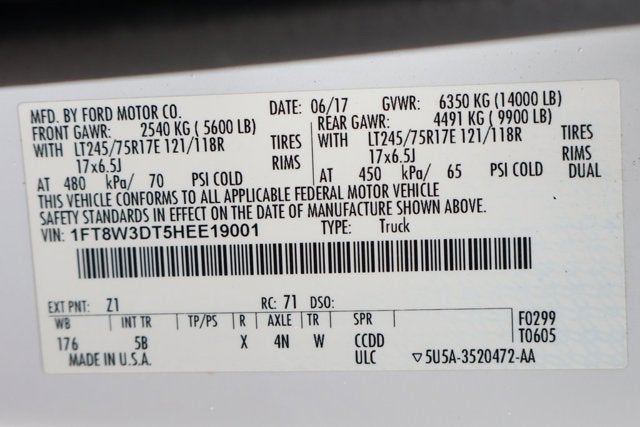 MFD. BY FORD MOTOR CO. DATE: 06/17 GVWR: 6350 KG (14000 LB)
FRONT GAWR: 2540 KG ( 5600 LB) REAR GAWR: 4491 KG ( 9900 LB)
WITH LT245/75R17E 121/118R TIRES WITH LT245/75R17E 121/118R TIRES
17x6.5J RIMS 17x6.5J RIMS
AT 480 kPa/ 70 PSI COLD AT 450 kPa/ 65 PSI COLD DUAL
THIS VEHICLE CONFORMS TO ALL APPLICABLE FEDERAL MOTOR VEHICLE
SAFETY STANDARDS IN EFFECT ON THE DATE OF MANUFACTURE SHOWN ABOVE.
VIN: 1FT8W3DT5HEE19001 TYPE: Truck
EXT PNT: Z1 RC: 71 DSO:
WB INT TR TP/PS R AXLE TR SPR F0299
176 5B X 4N W CCDD T0605
MADE IN U.S.A. ULC ▽5U5A-3520472-AA